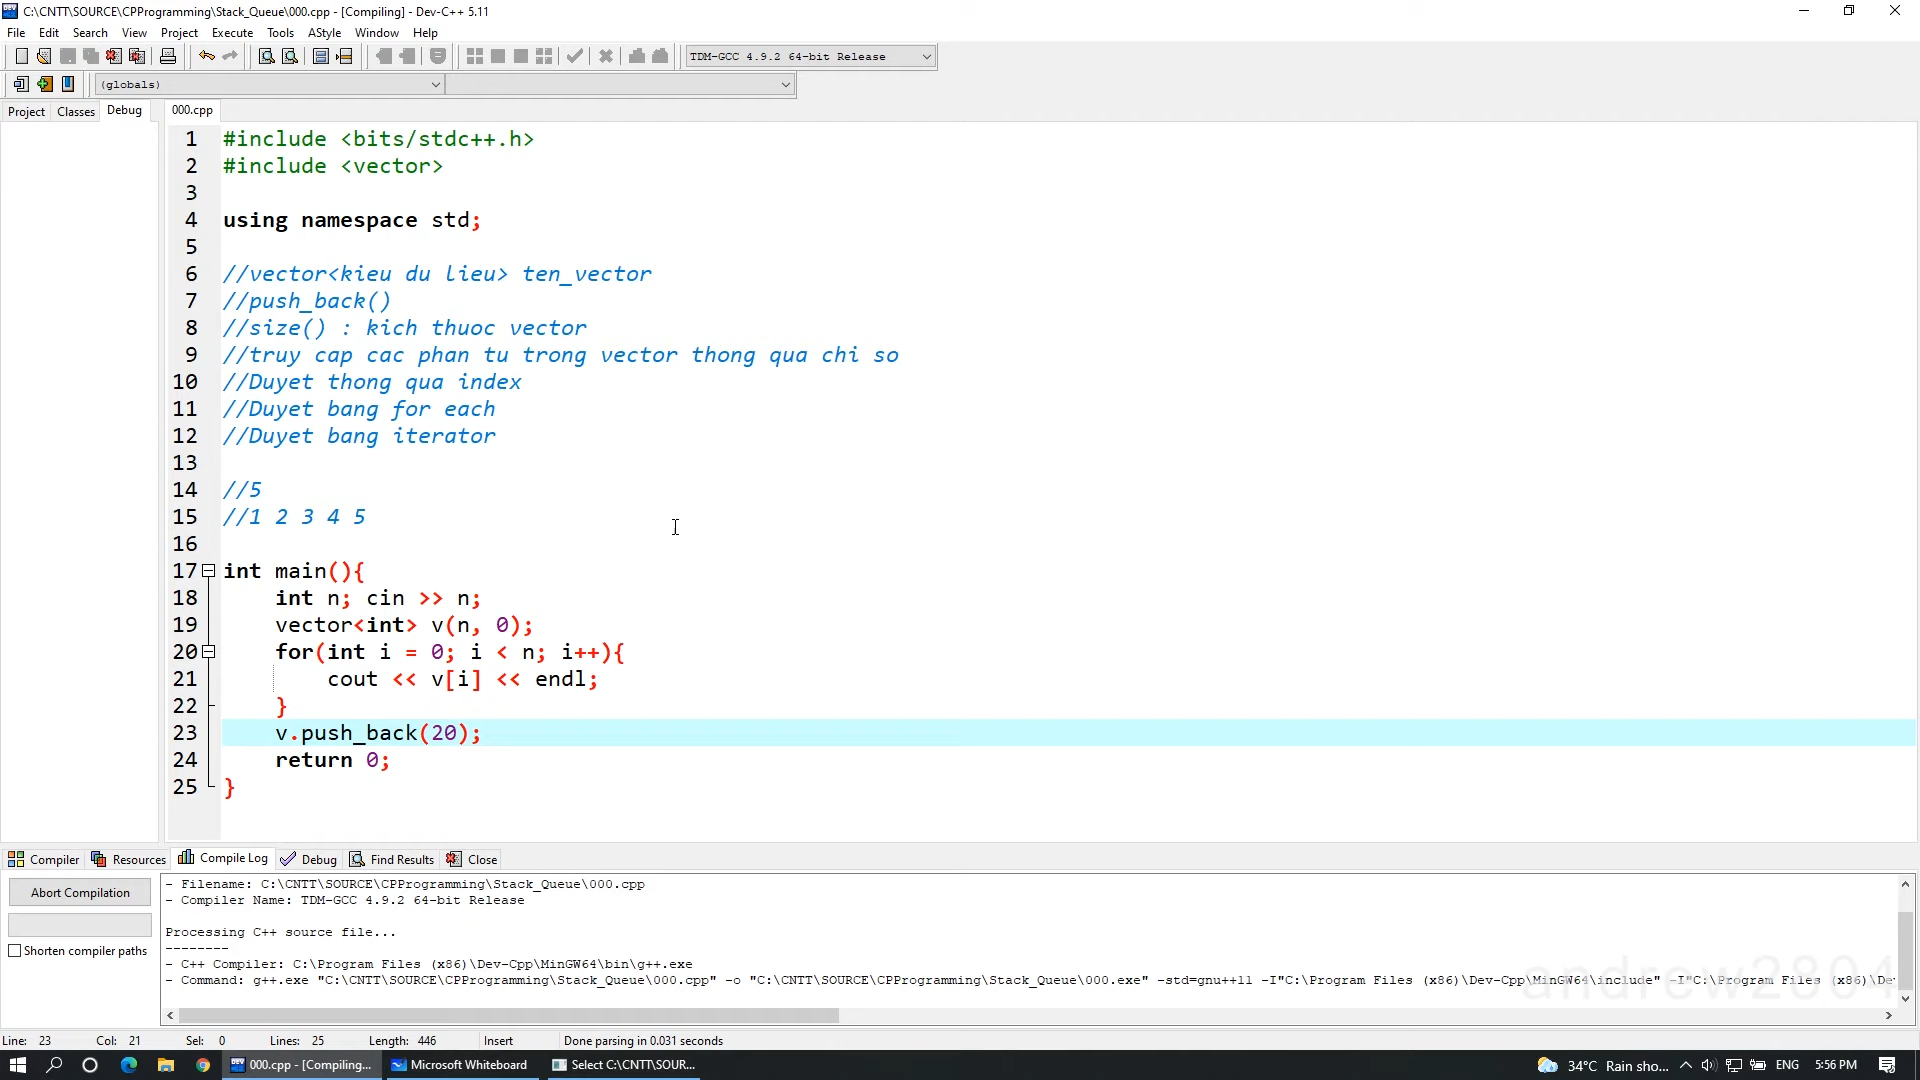 C:\CNTT\SOURCE\CPProgramming\Stack_Queue\000.cpp - [Compiling] - Dev-C++ 5.11
File Edit Search View Project Execute Tools AStyle Window Help
TDM-GCC 4.9.2 64-bit Release
(globals)
Project Classes Debug 000.cpp
1 #include <bits/stdc++.h>
2 #include <vector>
3
4 using namespace std;
5
6 //vector<kieu du lieu> ten_vector
7 //push_back()
8 //size() : kich thuoc vector
9 //truy cap cac phan tu trong vector thong qua chi so
10 //Duyet thong qua index
11 //Duyet bang for each
12 //Duyet bang iterator
13
14 //5
15 //1 2 3 4 5
16
17 int main(){
18 int n; cin >> n;
19 vector<int> v(n, 0);
20 for(int i = 0; i < n; i++){
21 cout << v[i] << endl;
22 }
23 v.push_back(20);
24 return 0;
25 }
Compiler Resources Compile Log Debug Find Results Close
Abort Compilation
Shorten compiler paths
- Filename: C:\CNTT\SOURCE\CPProgramming\Stack_Queue\000.cpp
- Compiler Name: TDM-GCC 4.9.2 64-bit Release
Processing C++ source file...
--------
- C++ Compiler: C:\Program Files (x86)\Dev-Cpp\MinGW64\bin\g++.exe
- Command: g++.exe "C:\CNTT\SOURCE\CPProgramming\Stack_Queue\000.cpp" -o "C:\CNTT\SOURCE\CPProgramming\Stack_Queue\000.exe" -std=gnu++11 -I"C:\Program Files (x86)\Dev-Cpp\MinGW64\include" -I"C:\Program Files (x86)\De
andrew2804
Line: 23 Col: 21 Sel: 0 Lines: 25 Length: 446 Insert Done parsing in 0.031 seconds
000.cpp - [Compiling... Microsoft Whiteboard Select C:\CNTT\SOUR... 34°C Rain sho... ENG 5:56 PM